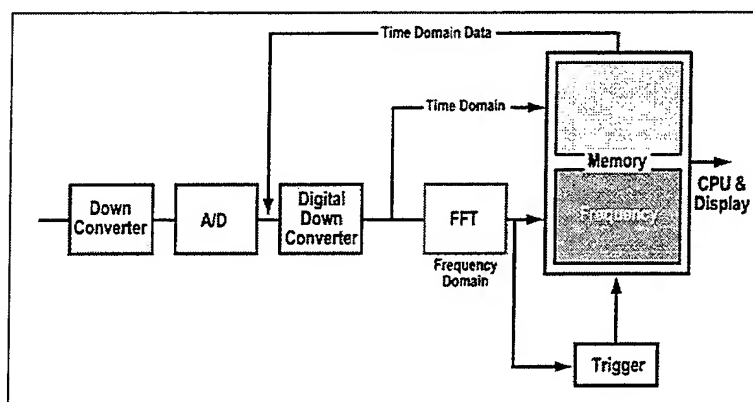 Time Domain Data
Time Domain
Memory
CPU &
Display
Down
Converter
A/D
Digital
Down
Converter
FFT
Frequency
Frequency
Domain
Trigger